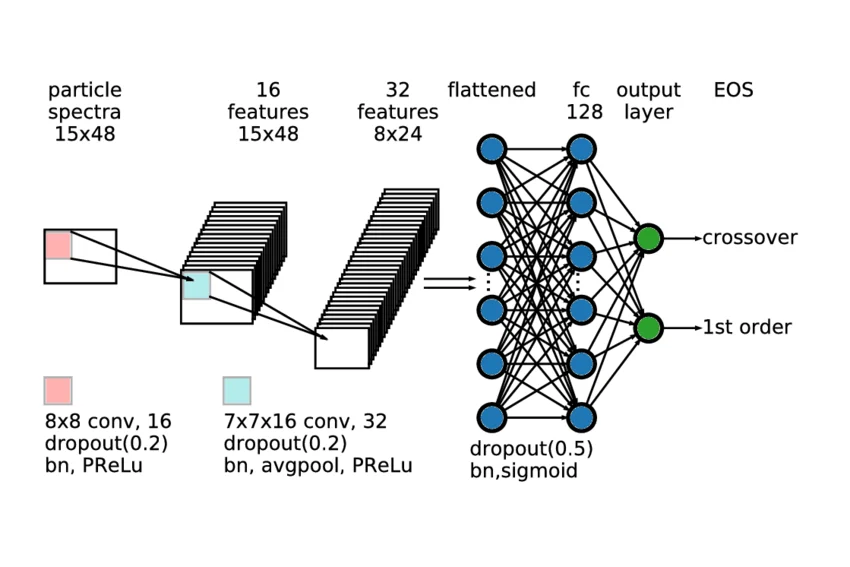 particle
spectra
15x48
16
features
15x48
32
features
8x24
flattened
fc
128
output
layer
EOS
crossover
1st order
8x8 conv, 16
dropout(0.2)
bn, PReLu
7x7x16 conv, 32
dropout(0.2)
bn, avgpool, PReLu
dropout(0.5)
bn,sigmoid